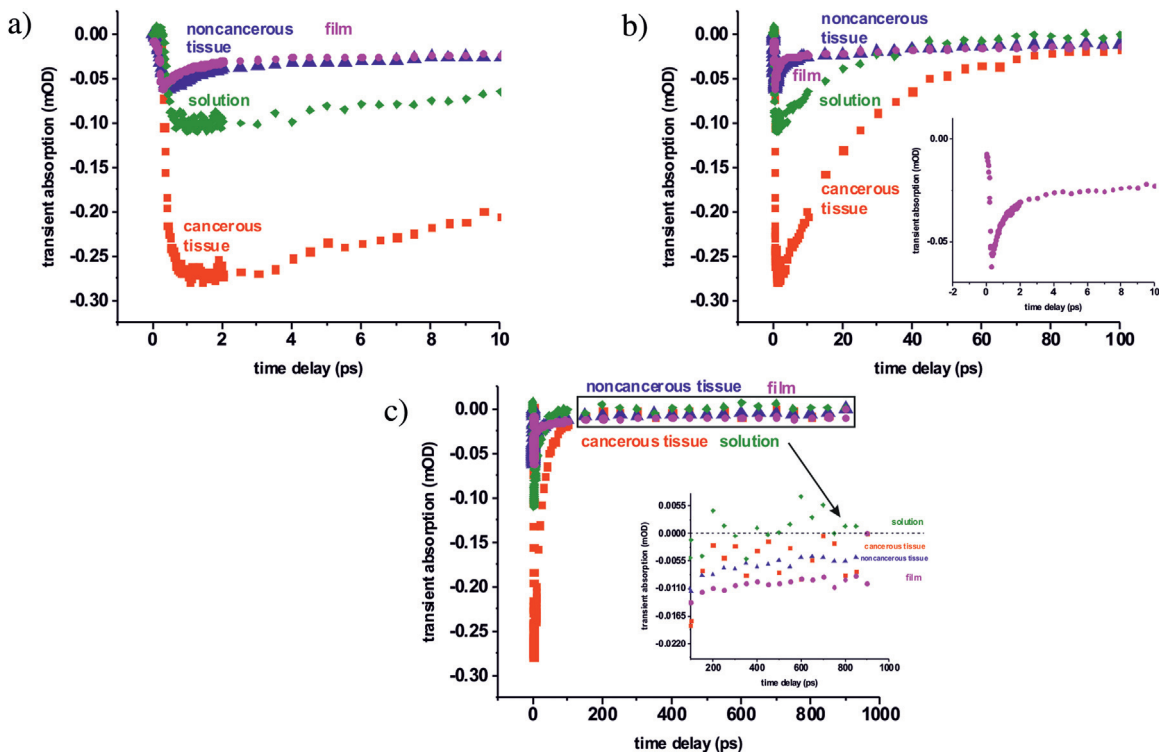 a)
noncancerous
tissue
film
solution
cancerous
tissue
0.00
-0.05
-0.10
-0.15
-0.20
-0.25
-0.30
transient absorption (mOD)
0 2 4 6 8 10
time delay (ps)
b)
noncancerous
tissue
film
solution
cancerous
tissue
0.00
-0.05
-0.10
-0.15
-0.20
-0.25
-0.30
transient absorption (mOD)
0 20 40 60 80 100
time delay (ps)
0.00
-0.05
transient absorption (mOD)
-2 0 2 4 6 8 10
time delay (ps)
c)
noncancerous tissue film
cancerous tissue solution
0.00
-0.05
-0.10
-0.15
-0.20
-0.25
-0.30
transient absorption (mOD)
0 200 400 600 800 1000
time delay (ps)
0.0055
0.0000
-0.0055
-0.0110
-0.0165
-0.0220
transient absorption (mOD)
solution
cancerous tissue
noncancerous tissue
film
200 400 600 800 1000
time delay (ps)